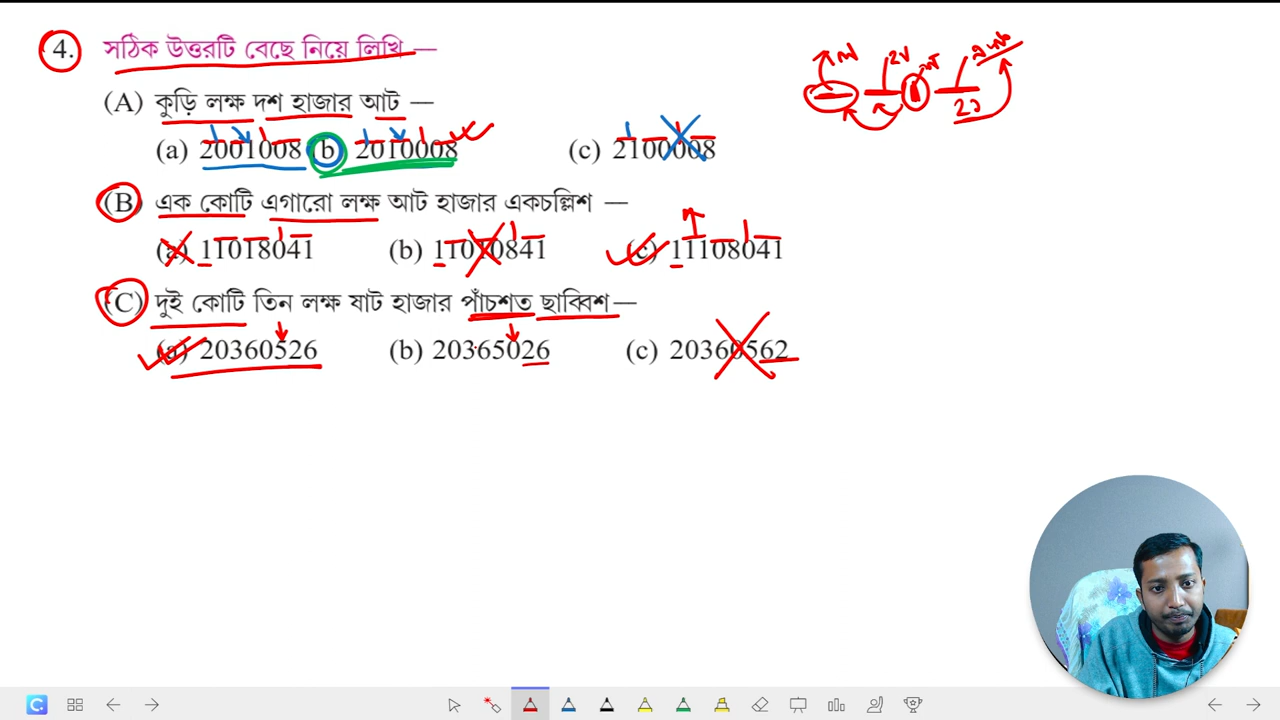 4. সঠিক উত্তরটি বেছে নিয়ে লিখি —
(A) কুড়ি লক্ষ দশ হাজার আট —
(a) 2001008 (b) 2010008 (c) 2100008
(B) এক কোটি এগারো লক্ষ আট হাজার একচল্লিশ —
(a) 11018041 (b) 11010841 (c) 11108041
(C) দুই কোটি তিন লক্ষ ষাট হাজার পাঁচশত ছাব্বিশ —
(a) 20360526 (b) 20365026 (c) 20360562